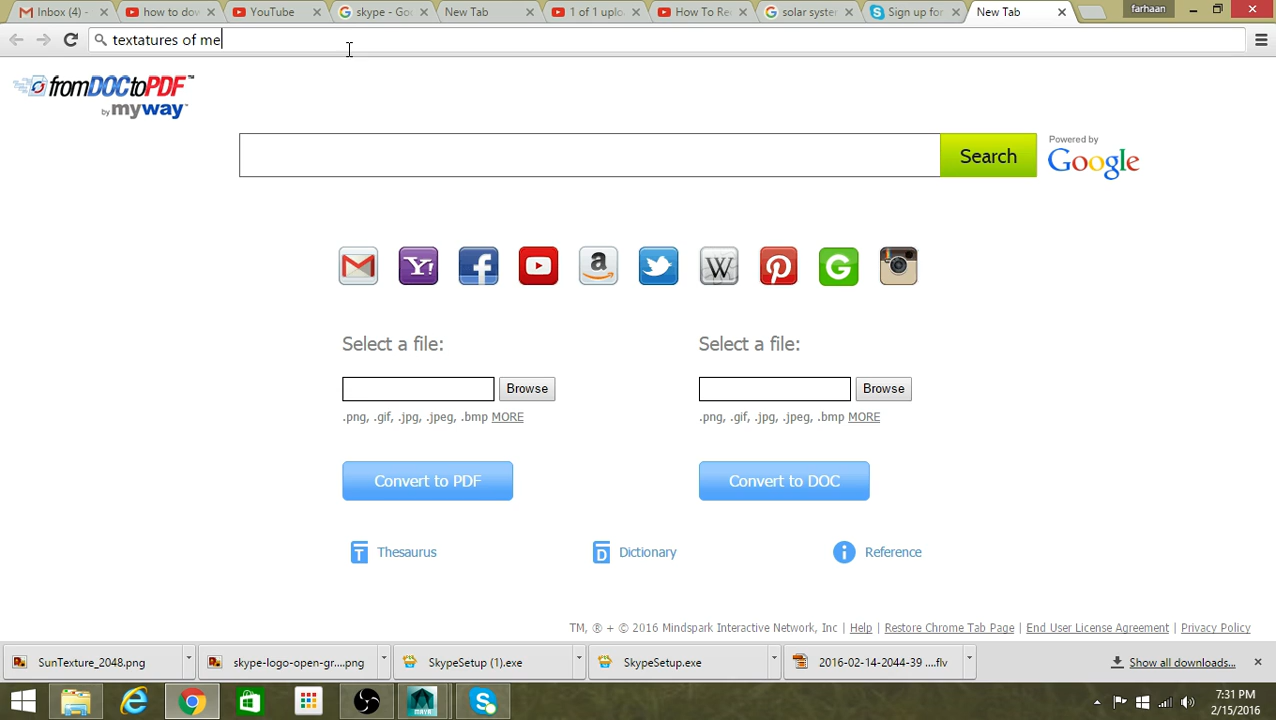 Inbox (4) -
how to dov
YouTube
skype - Goo
New Tab
1 of 1 uplo
How To Re
solar syster
Sign up for
New Tab
farhaan
textatures of me
fromDOCtoPDF™
by myway™
Search
Powered by
Google
Select a file:
Select a file:
Browse
Browse
.png, .gif, .jpg, .jpeg, .bmp MORE
.png, .gif, .jpg, .jpeg, .bmp MORE
Convert to PDF
Convert to DOC
Thesaurus
Dictionary
Reference
TM, ® + © 2016 Mindspark Interactive Network, Inc | Help | Restore Chrome Tab Page | End User License Agreement | Privacy Policy
SunTexture_2048.png
skype-logo-open-gr....png
SkypeSetup (1).exe
SkypeSetup.exe
2016-02-14-2044-39 ....flv
Show all downloads...
7:31 PM
2/15/2016